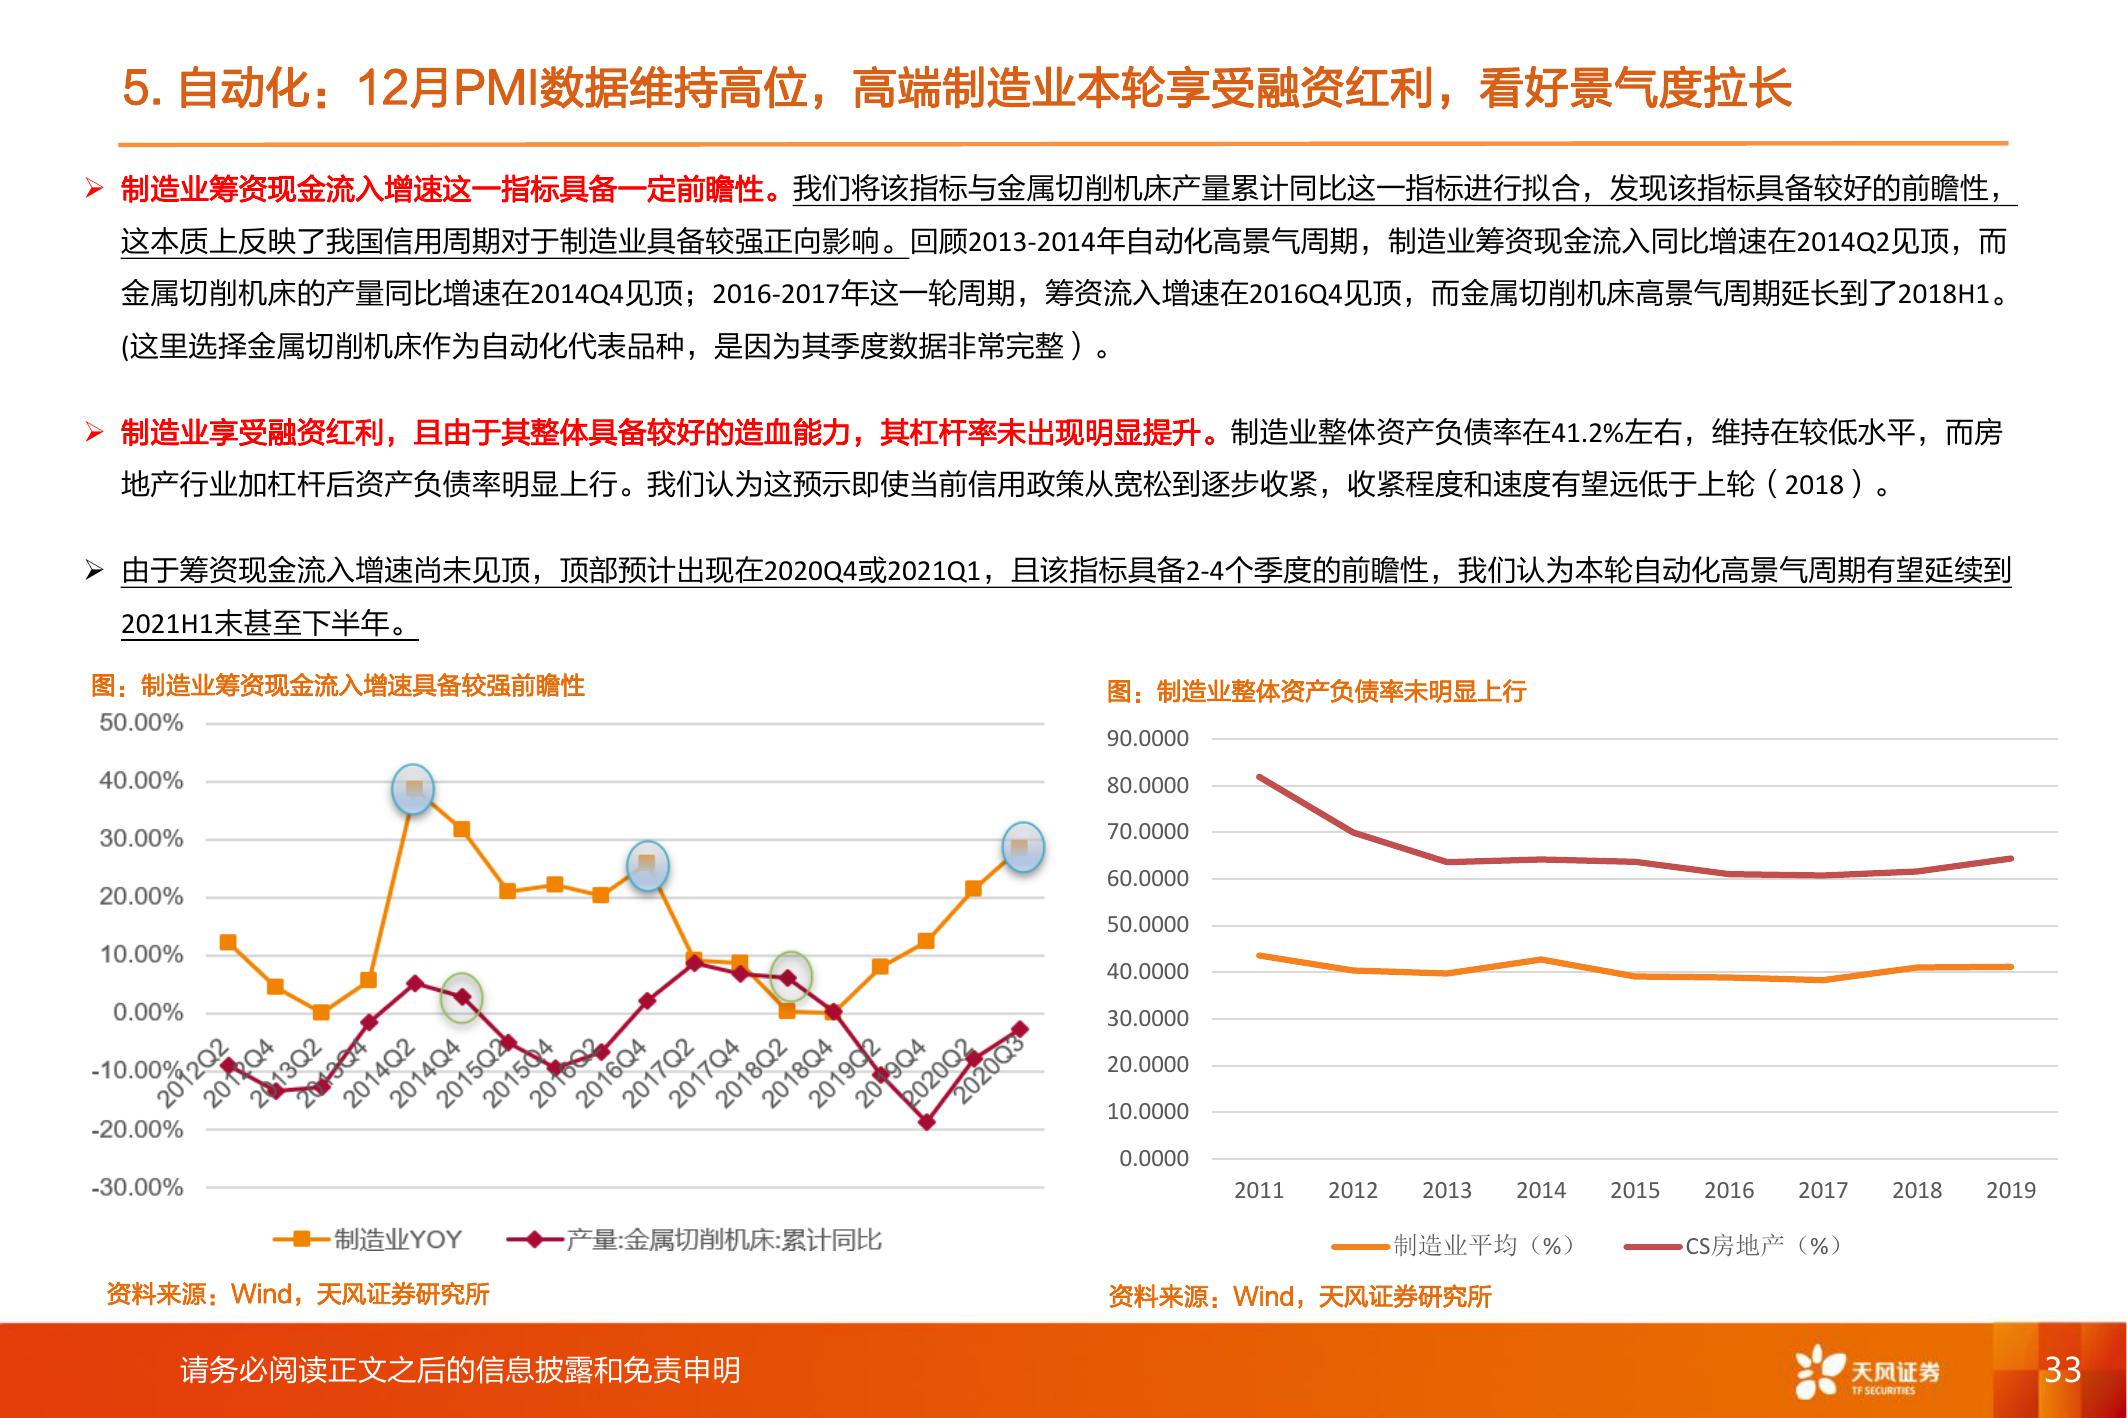 5. 自动化：12月PMI数据维持高位，高端制造业本轮享受融资红利，看好景气度拉长
制造业筹资现金流入增速这一指标具备一定前瞻性。我们将该指标与金属切削机床产量累计同比这一指标进行拟合，发现该指标具备较好的前瞻性，
这本质上反映了我国信用周期对于制造业具备较强正向影响。回顾2013-2014年自动化高景气周期，制造业筹资现金流入同比增速在2014Q2见顶，而
金属切削机床的产量同比增速在2014Q4见顶；2016-2017年这一轮周期，筹资流入增速在2016Q4见顶，而金属切削机床高景气周期延长到了2018H1。
(这里选择金属切削机床作为自动化代表品种，是因为其季度数据非常完整）。
制造业享受融资红利，且由于其整体具备较好的造血能力，其杠杆率未出现明显提升。制造业整体资产负债率在41.2%左右，维持在较低水平，而房
地产行业加杠杆后资产负债率明显上行。我们认为这预示即使当前信用政策从宽松到逐步收紧，收紧程度和速度有望远低于上轮（2018）。
由于筹资现金流入增速尚未见顶，顶部预计出现在2020Q4或2021Q1，且该指标具备2-4个季度的前瞻性，我们认为本轮自动化高景气周期有望延续到
2021H1末甚至下半年。
图：制造业筹资现金流入增速具备较强前瞻性
50.00%
40.00%
30.00%
20.00%
10.00%
0.00%
-10.00%
-20.00%
-30.00%
2012Q2 2012Q4 2013Q2 2013Q4 2014Q2 2014Q4 2015Q2 2015Q4 2016Q2 2016Q4 2017Q2 2017Q4 2018Q2 2018Q4 2019Q2 2019Q4 2020Q2 2020Q3
制造业YOY 产量:金属切削机床:累计同比
资料来源：Wind，天风证券研究所
图：制造业整体资产负债率未明显上行
90.0000
80.0000
70.0000
60.0000
50.0000
40.0000
30.0000
20.0000
10.0000
0.0000
2011 2012 2013 2014 2015 2016 2017 2018 2019
制造业平均（%） CS房地产（%）
资料来源：Wind，天风证券研究所
请务必阅读正文之后的信息披露和免责申明
天风证券
TF SECURITIES
33